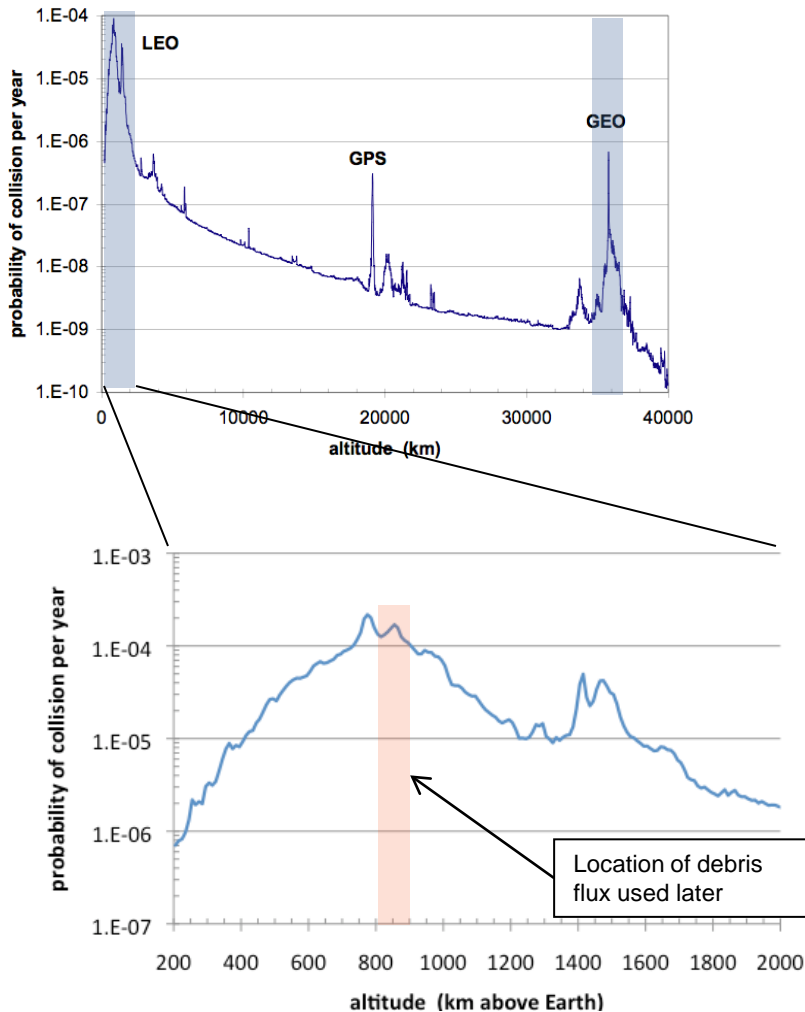 probability of collision per year
1.E-04
1.E-05
1.E-06
1.E-07
1.E-08
1.E-09
1.E-10
LEO
GPS
GEO
0
10000
20000
30000
40000
altitude (km)
probability of collision per year
1.E-03
1.E-04
1.E-05
1.E-06
1.E-07
Location of debris
flux used later
200
400
600
800
1000
1200
1400
1600
1800
2000
altitude (km above Earth)